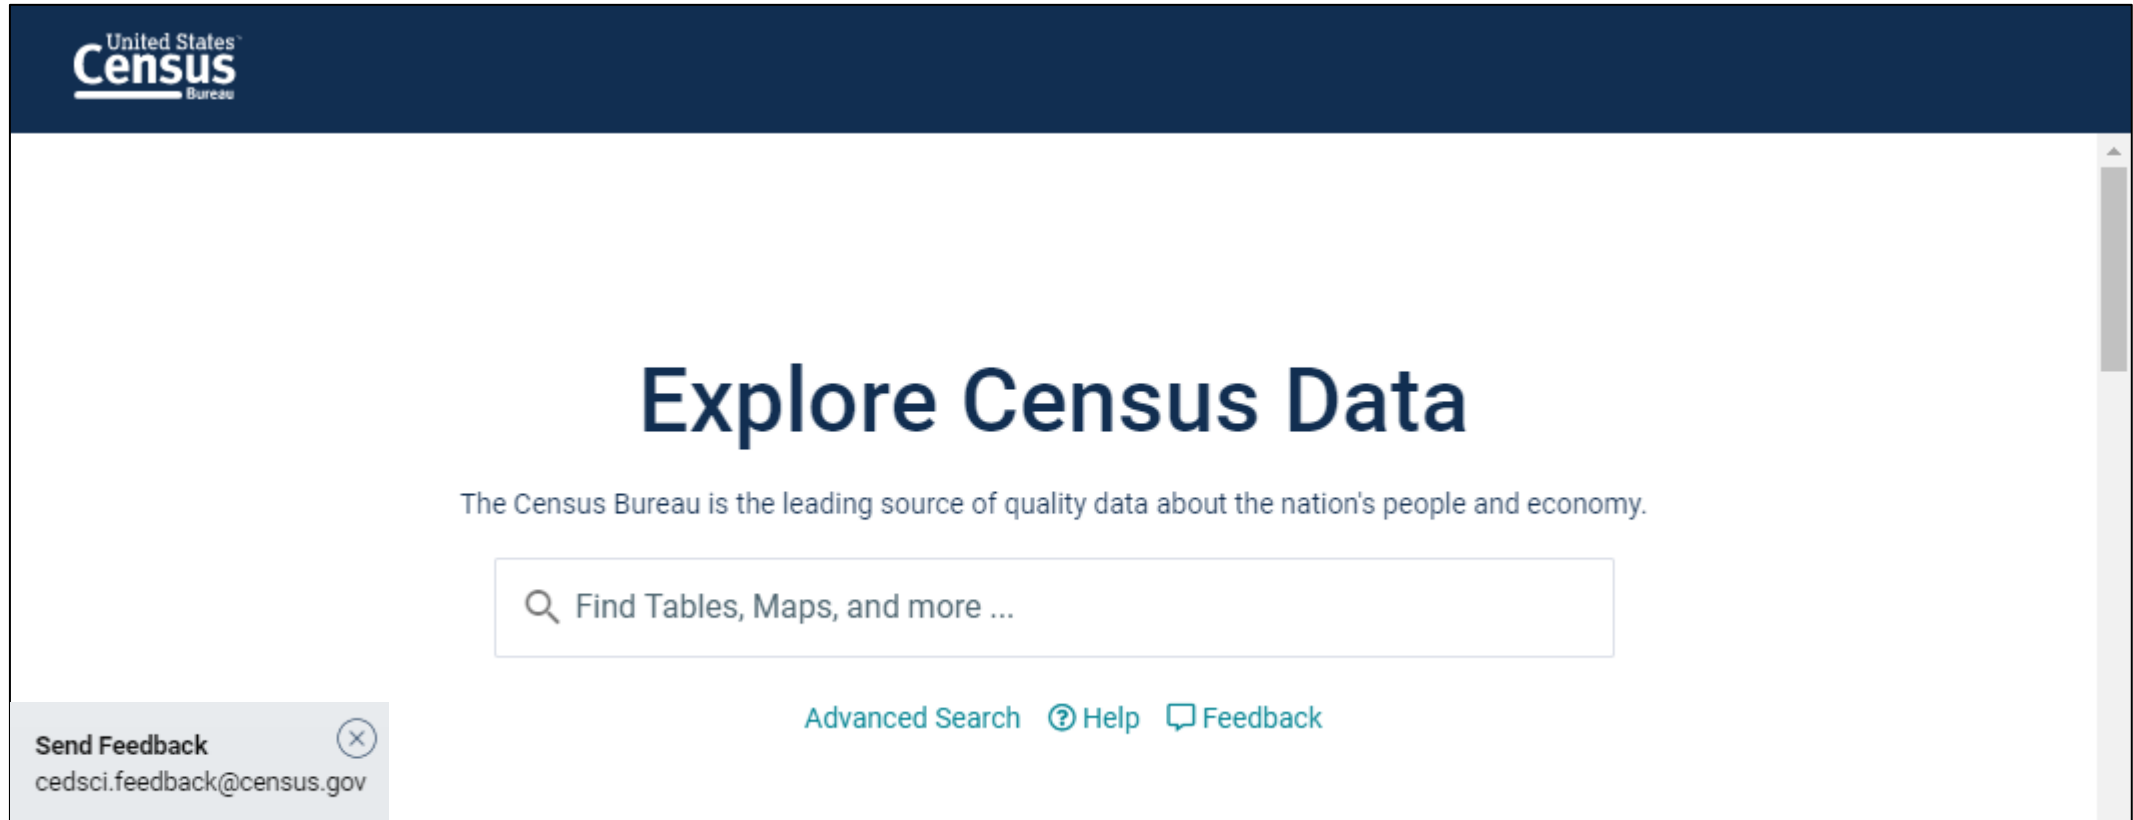 United States™
Census
Bureau
Explore Census Data
The Census Bureau is the leading source of quality data about the nation's people and economy.
Find Tables, Maps, and more ...
Advanced Search ? Help Feedback
Send Feedback
cedsci.feedback@census.gov